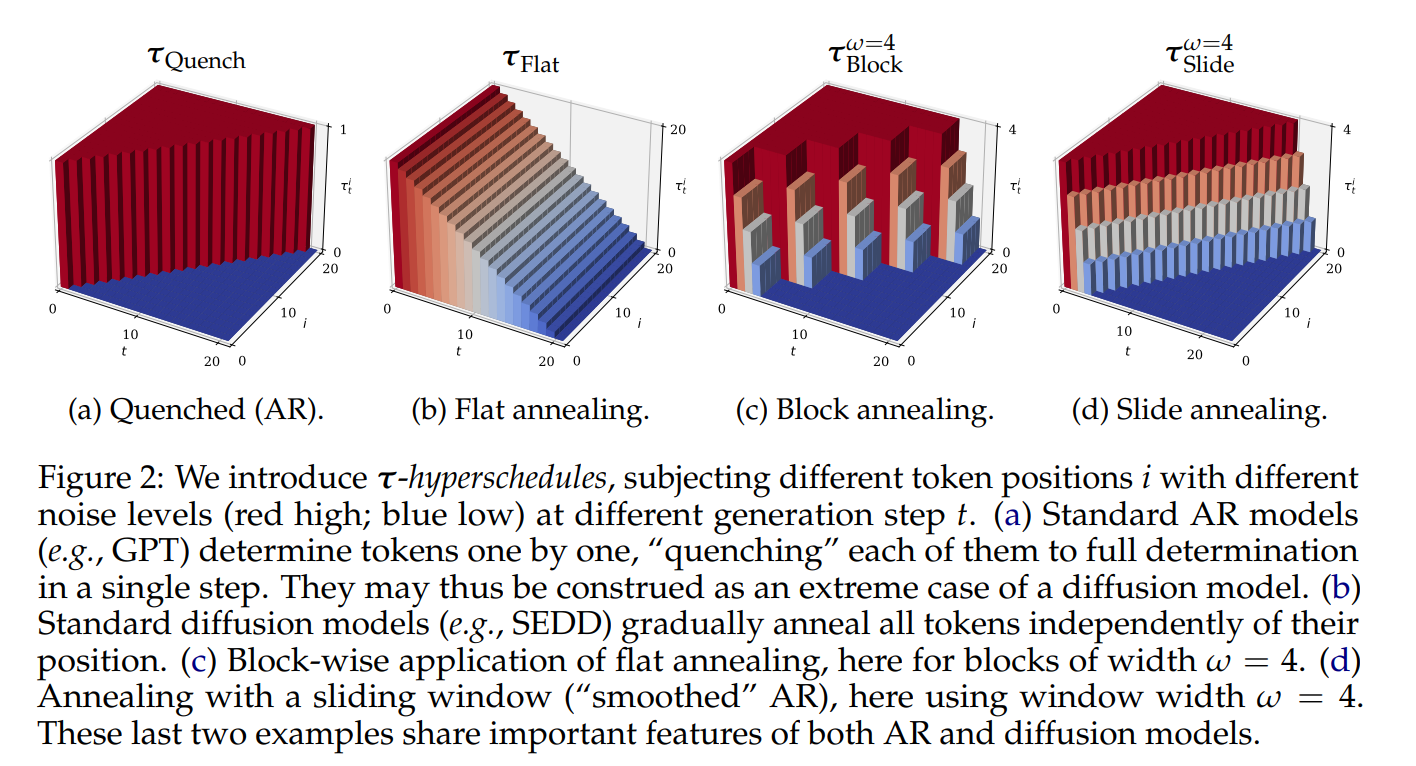 τ Quench
τ Flat
τ ω=4 Block
τ ω=4 Slide
1
τ i t
0
20
10
i
0
0
10
t
20
20
τ i t
0
20
10
i
0
0
10
t
20
4
τ i t
0
20
10
i
0
0
10
t
20
4
τ i t
0
20
10
i
0
0
10
t
20
(a) Quenched (AR).
(b) Flat annealing.
(c) Block annealing.
(d) Slide annealing.
Figure 2: We introduce τ-hyperschedules, subjecting different token positions i with different
noise levels (red high; blue low) at different generation step t. (a) Standard AR models
(e.g., GPT) determine tokens one by one, “quenching” each of them to full determination
in a single step. They may thus be construed as an extreme case of a diffusion model. (b)
Standard diffusion models (e.g., SEDD) gradually anneal all tokens independently of their
position. (c) Block-wise application of flat annealing, here for blocks of width ω = 4. (d)
Annealing with a sliding window (“smoothed” AR), here using window width ω = 4.
These last two examples share important features of both AR and diffusion models.